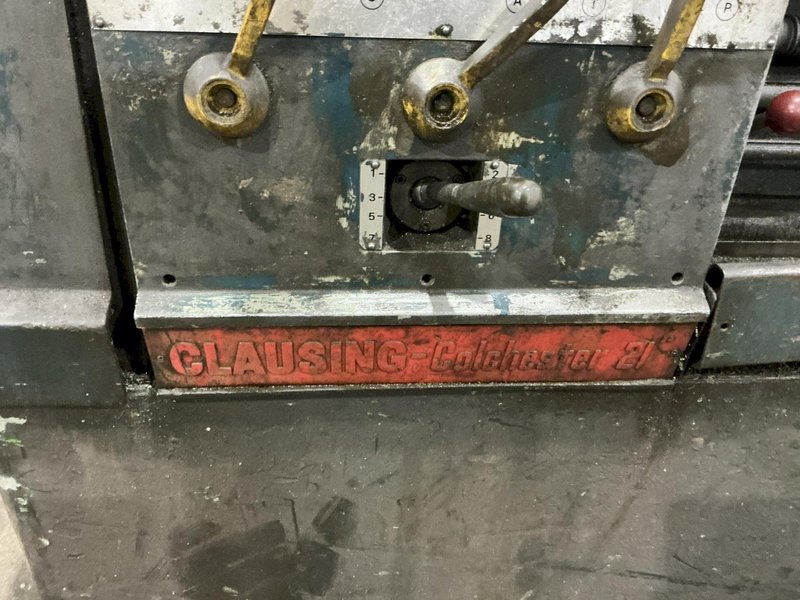 A T P
1 2
3
5 6
7 8
CLAUSING-Colchester 21"